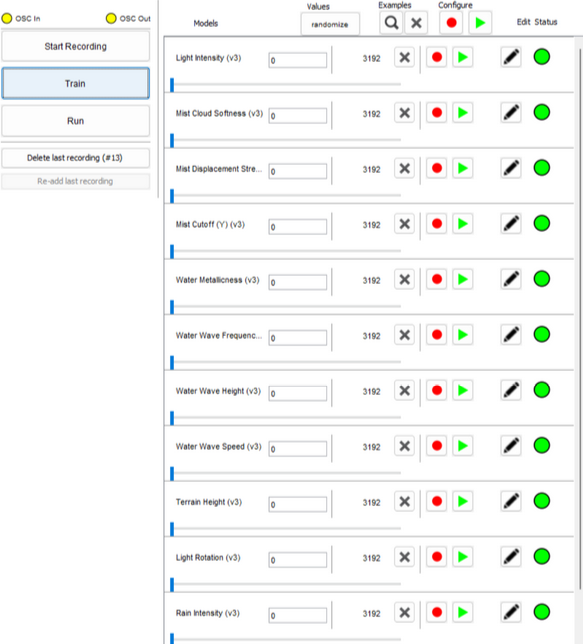 OSC In OSC Out
Start Recording
Train
Run
Delete last recording (#13)
Re-add last recording
Values Examples Configure
Models randomize Edit Status
Light Intensity (v3) 0 3192
Mist Cloud Softness (v3) 0 3192
Mist Displacement Stre... 0 3192
Mist Cutoff (Y) (v3) 0 3192
Water Metallicness (v3) 0 3192
Water Wave Frequenc... 0 3192
Water Wave Height (v3) 0 3192
Water Wave Speed (v3) 0 3192
Terrain Height (v3) 0 3192
Light Rotation (v3) 0 3192
Rain Intensity (v3) 0 3192